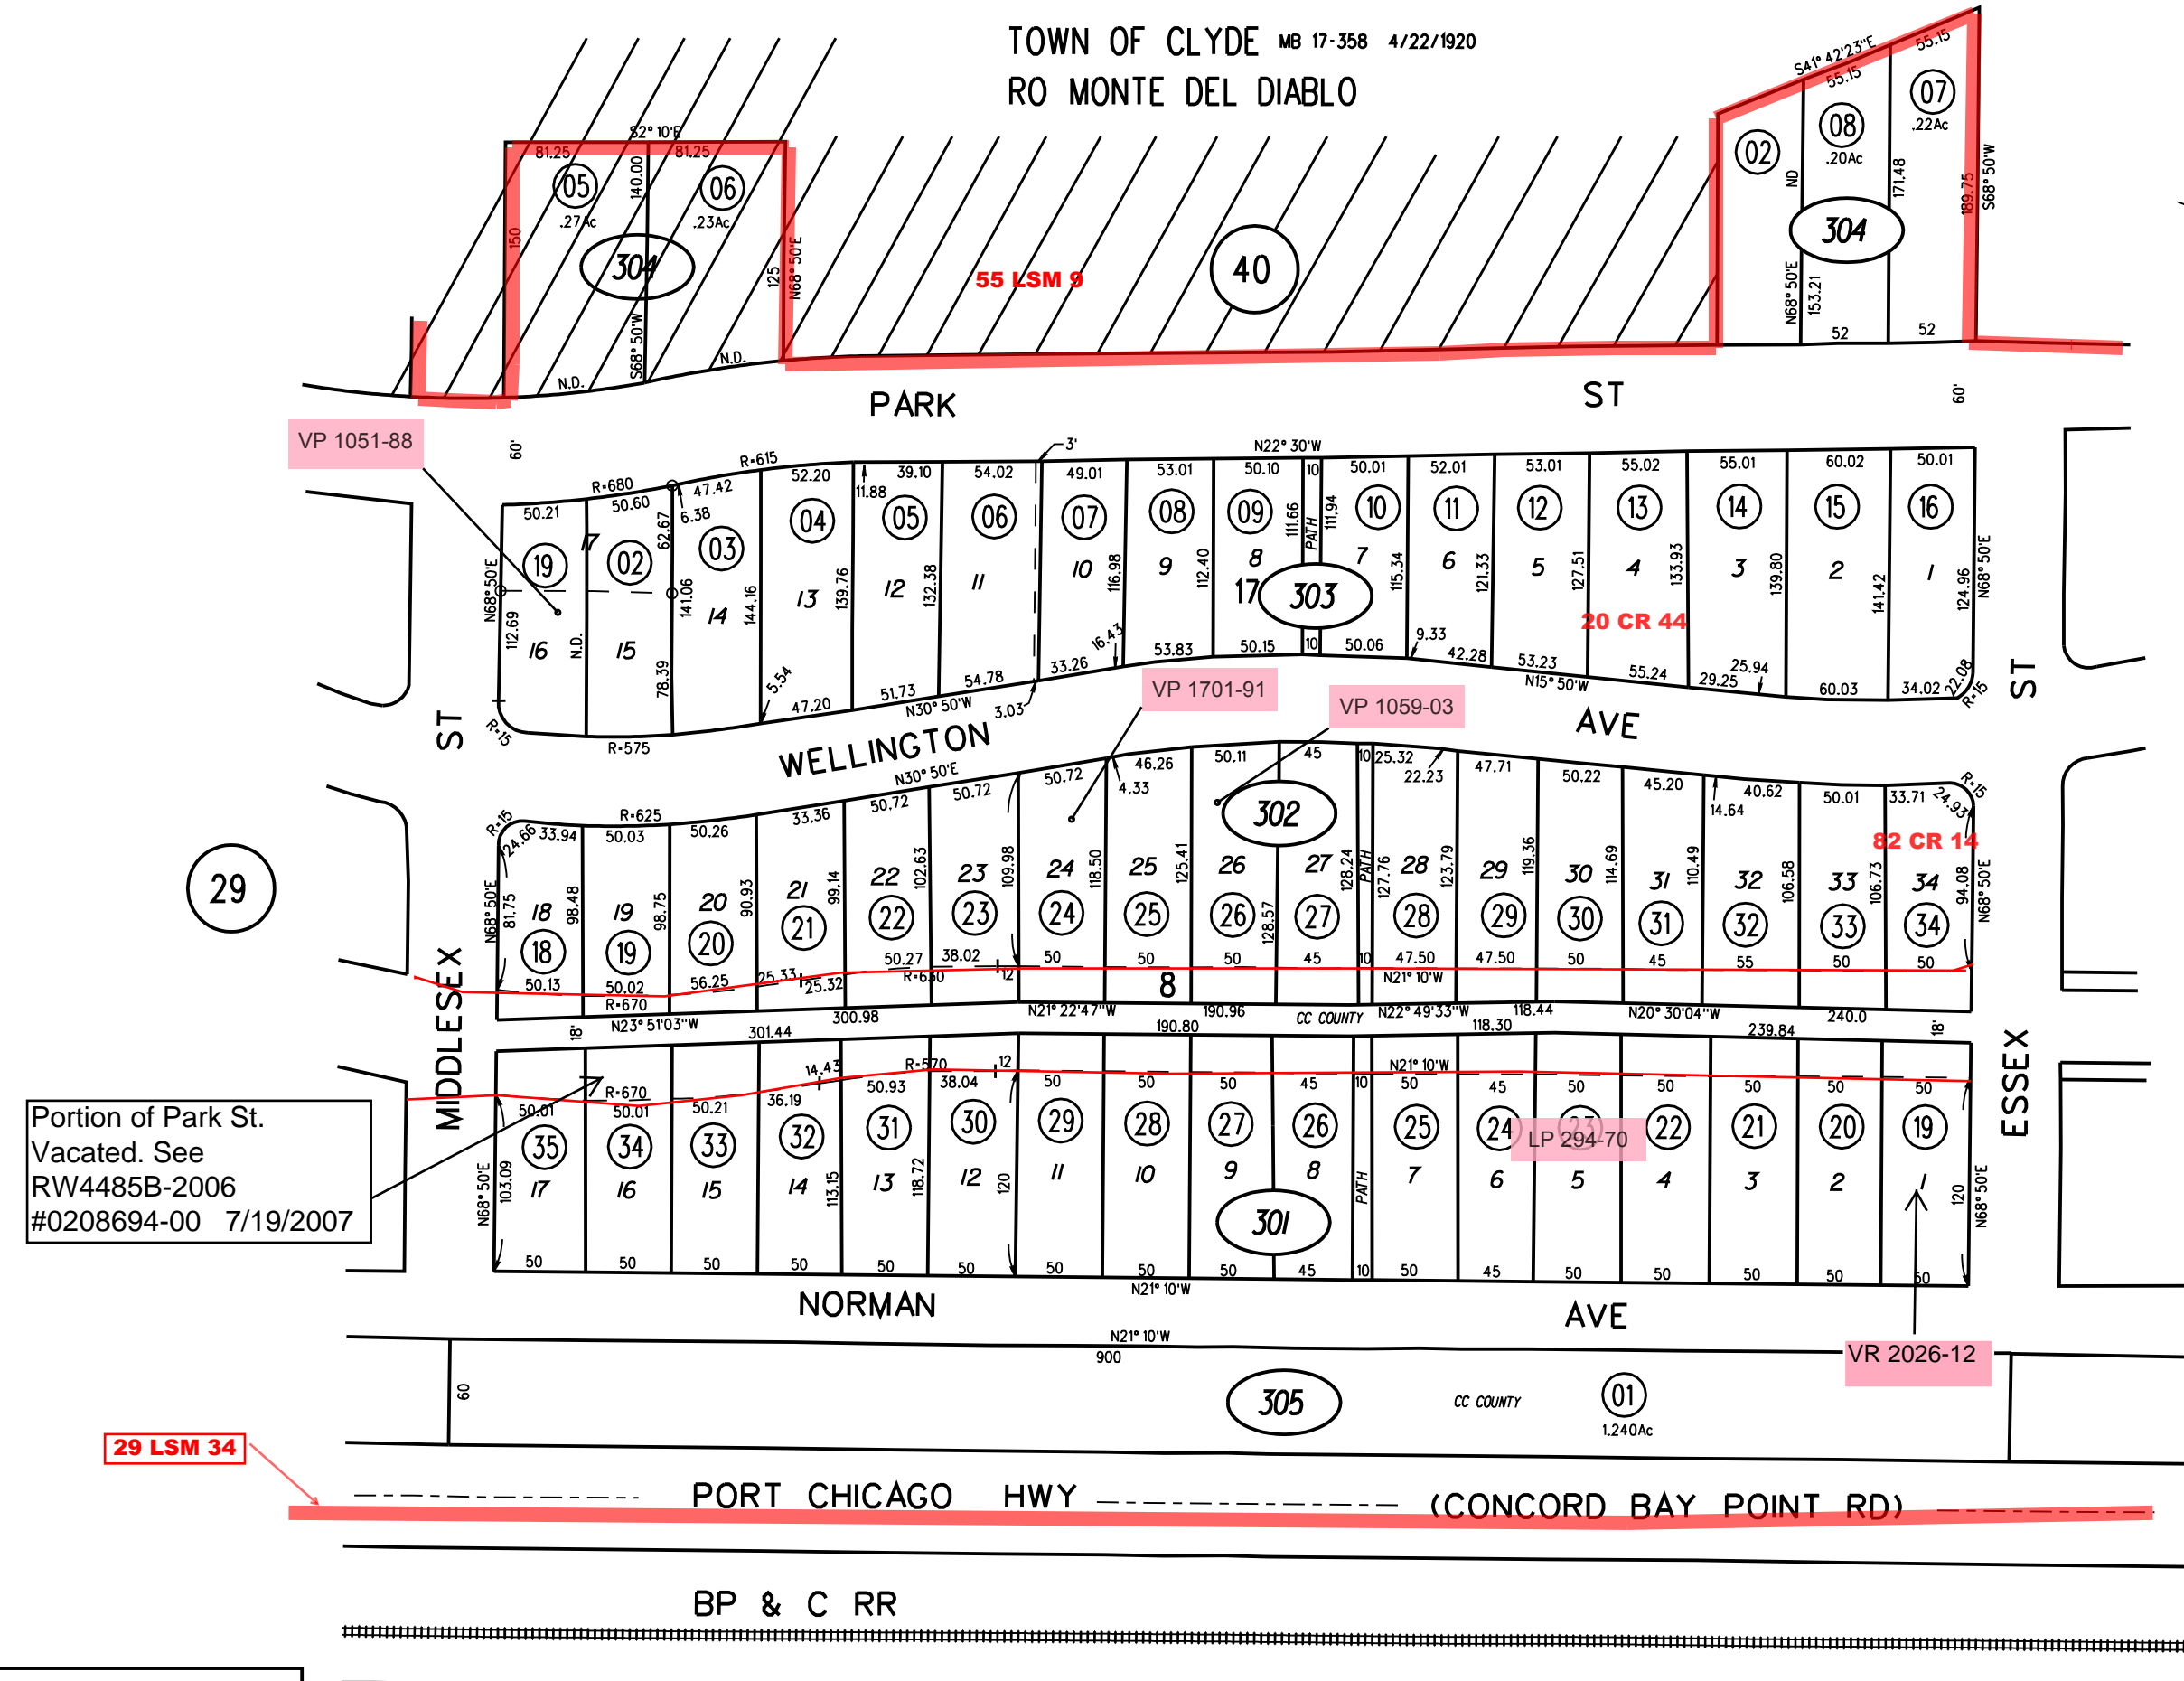 TOWN OF CLYDE MB 17-358 4/22/1920
RO MONTE DEL DIABLO
S2° 10'E
81.25 81.25
05 140.00 06
.27Ac .23Ac
150 304 125 N68° 50'E
S68° 50'W
N.D. N.D.
55 LSM 9
40
S41° 42'23"E 55.15
55.15
07
.22Ac
08
.20Ac
02
ND 171.48 189.75 S68° 50'W
304
N68° 50'E 153.21
52 52
PARK ST
60' 60'
VP 1051-88
R=680 R=615 3' N22° 30'W
50.21 50.60 47.42 52.20 39.10 54.02 49.01 53.01 50.10 10 50.01 52.01 53.01 55.02 55.01 60.02 50.01
6.38 11.88
19 02 03 04 05 06 07 08 09 10 11 12 13 14 15 16
17
N68° 50'E 112.69 N.D. 62.67 78.39 141.06 144.16 139.76 132.38 116.98 112.40 111.66 PATH 111.94 115.34 121.33 127.51 133.93 139.80 141.42 124.96 N68° 50'E
16 15 14 13 12 11 10 9 8 7 6 5 4 3 2 1
17 303
20 CR 44
R=15 R=575 5.54 47.20 51.73 N30° 50'W 54.78 3.03 33.26 16.43 53.83 50.15 10 50.06 9.33 42.28 53.23 N15° 50'W 55.24 29.25 25.94 60.03 34.02 22.08 R=15
VP 1701-91
VP 1059-03
ST ST
WELLINGTON AVE
N30° 50'E
R=15 24.66 33.94 R=625 50.03 50.26 33.36 50.72 50.72 50.72 4.33 46.26 50.11 45 10 25.32 22.23 47.71 50.22 45.20 14.64 40.62 50.01 33.71 24.93 R=15
302
82 CR 14
29
N68° 50'E 81.75 98.48 98.75 90.93 99.14 102.63 109.98 118.50 125.41 128.57 128.24 PATH 127.76 123.79 119.36 114.69 110.49 106.58 106.73 94.08 N68° 50'E
18 19 20 21 22 23 24 25 26 27 28 29 30 31 32 33 34
18 19 20 21 22 23 24 25 26 27 28 29 30 31 32 33 34
50.13 50.02 56.25 25.33 25.32 50.27 38.02 12 50 50 50 45 10 47.50 47.50 50 45 55 50 50
R=670 R=630 N21° 10'W
8
MIDDLESEX ESSEX
18' N23° 51'03"W 300.98 N21° 22'47"W 190.96 CC COUNTY N22° 49'33"W 118.44 N20° 30'04"W 240.0 18'
301.44 190.80 118.30 239.84
R=670 14.43 R=570 12 N21° 10'W
50.01 50.01 50.21 36.19 50.93 38.04 50 50 50 45 10 50 45 50 50 50 50 50
Portion of Park St.
Vacated. See
RW4485B-2006
#0208694-00 7/19/2007
35 34 33 32 31 30 29 28 27 26 25 24 23 22 21 20 19
LP 294-70
N68° 50'E 103.09 113.15 118.72 120 PATH 120 N68° 50'E
17 16 15 14 13 12 11 10 9 8 7 6 5 4 3 2 1
301
50 50 50 50 50 50 50 50 50 45 10 50 45 50 50 50 50 50
N21° 10'W
NORMAN AVE
N21° 10'W
900
VR 2026-12
60 305 CC COUNTY 01
1.240Ac
29 LSM 34
PORT CHICAGO HWY (CONCORD BAY POINT RD)
BP & C RR